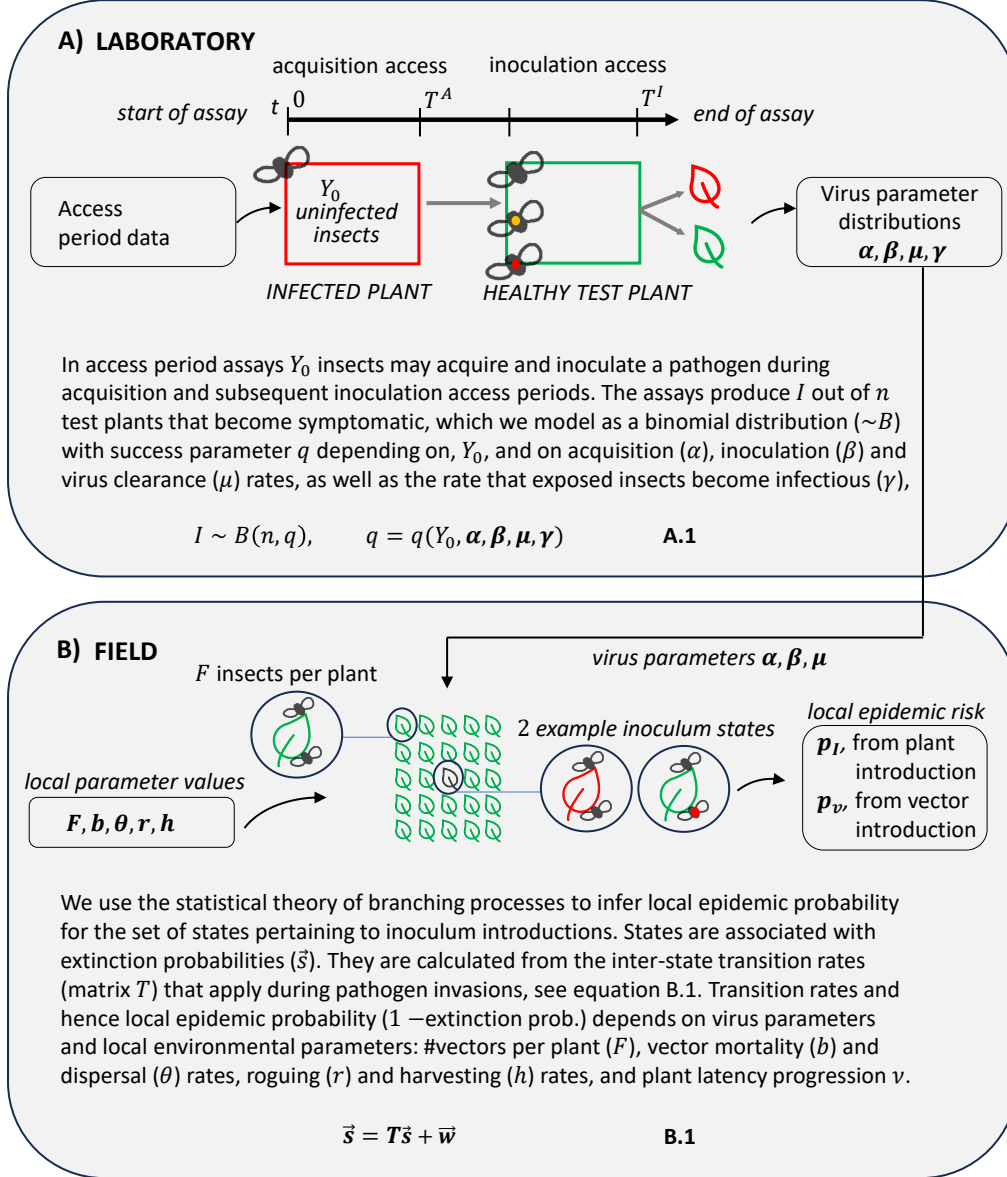 A) LABORATORY
acquisition access
inoculation access
start of assay
t
0
T^A
T^I
end of assay
Access
period data
Y_0
uninfected
insects
Virus parameter
distributions
α, β, μ, γ
INFECTED PLANT
HEALTHY TEST PLANT
In access period assays Y_0 insects may acquire and inoculate a pathogen during
acquisition and subsequent inoculation access periods. The assays produce I out of n
test plants that become symptomatic, which we model as a binomial distribution (~B)
with success parameter q depending on, Y_0, and on acquisition (α), inoculation (β) and
virus clearance (μ) rates, as well as the rate that exposed insects become infectious (γ),
I ~ B(n, q), q = q(Y_0, α, β, μ, γ) A.1
B) FIELD
virus parameters α, β, μ
F insects per plant
2 example inoculum states
local epidemic risk
p_I, from plant
introduction
p_v, from vector
introduction
local parameter values
F, b, θ, r, h
We use the statistical theory of branching processes to infer local epidemic probability
for the set of states pertaining to inoculum introductions. States are associated with
extinction probabilities (s⃗). They are calculated from the inter-state transition rates
(matrix T) that apply during pathogen invasions, see equation B.1. Transition rates and
hence local epidemic probability (1 −extinction prob.) depends on virus parameters
and local environmental parameters: #vectors per plant (F), vector mortality (b) and
dispersal (θ) rates, roguing (r) and harvesting (h) rates, and plant latency progression ν.
s⃗ = Ts⃗ + w⃗ B.1